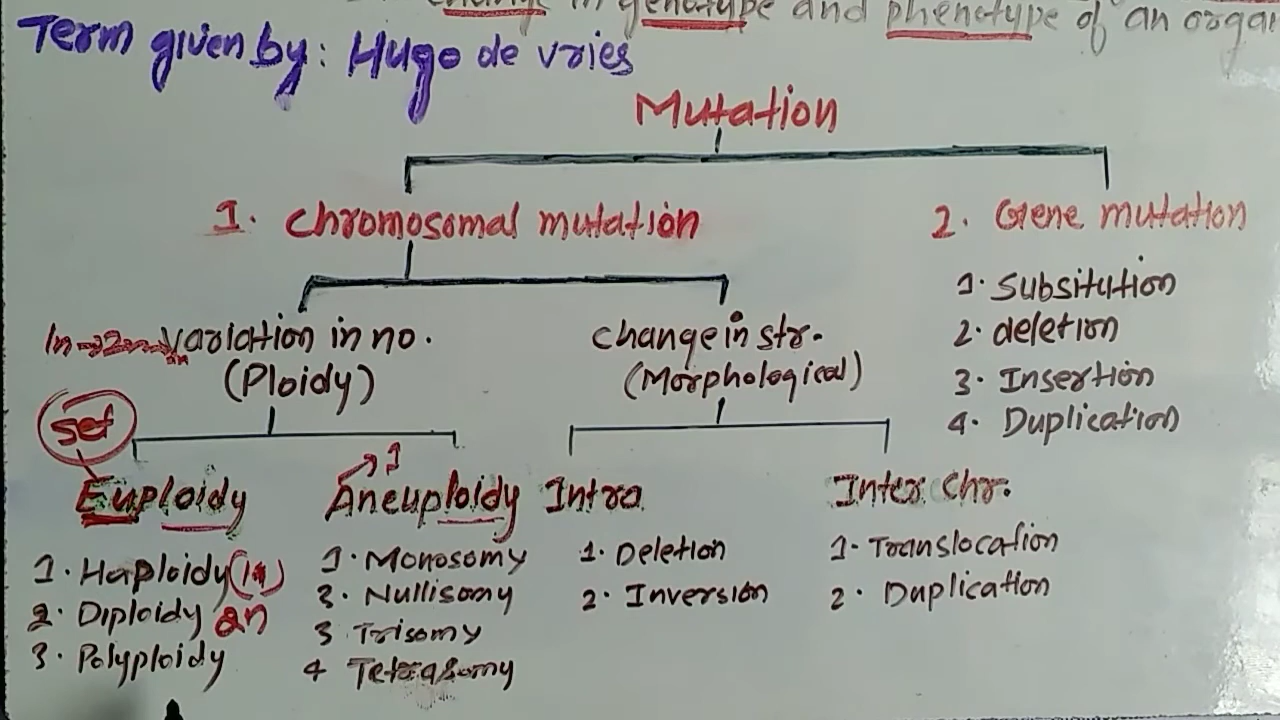 change in genotype and phenotype of an organ
Term given by: Hugo de vries
Mutation
1. Chromosomal mutation
2. Gene mutation
1. Subsitution
2. deletion
3. Insertion
4. Duplication
variation in no.
(Ploidy)
change in str.
(Morphological)
set
1
Euploidy
Aneuploidy
Intra
Inter Chr.
1. Haploidy (1n)
2. Diploidy 2n
3. Polyploidy
1. Monosomy
2. Nullisomy
3 Trisomy
4 Tetrasomy
1. Deletion
2. Inversion
1. Translocation
2. Duplication